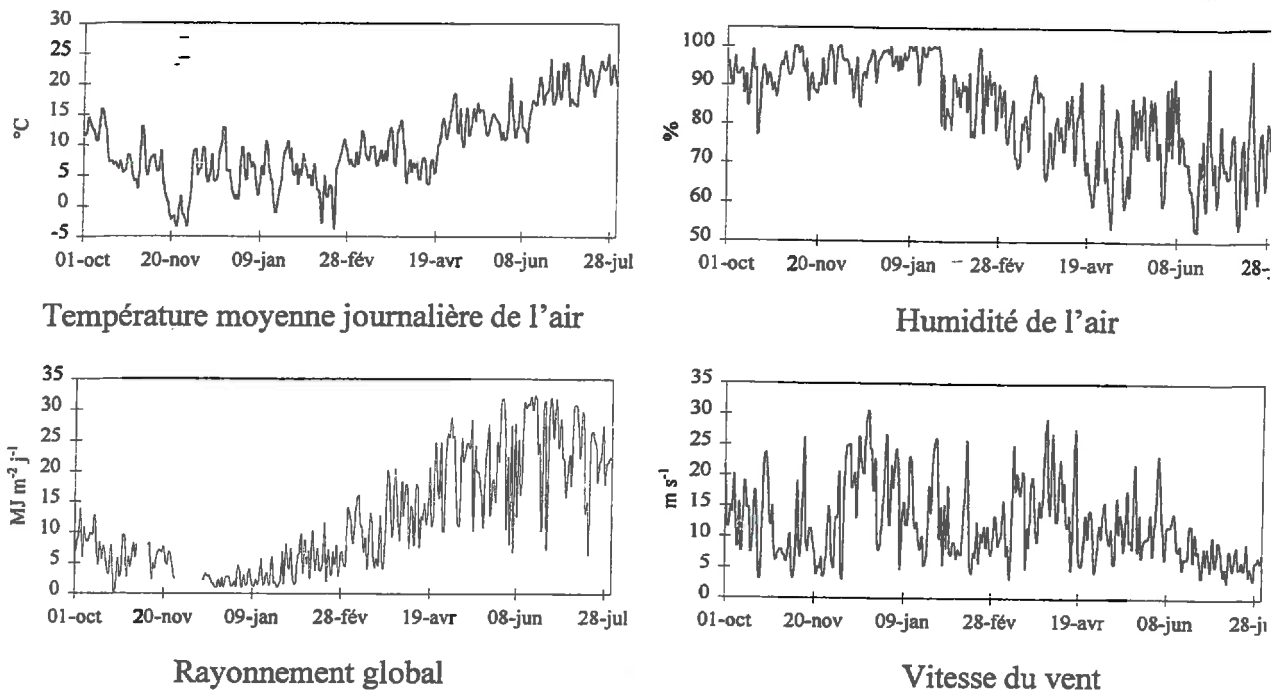 30
25
20
15
10
5
0
-5
°C
01-oct 20-nov 09-jan 28-fév 19-avr 08-jun 28-jul
Température moyenne journalière de l'air
100
90
80
70
60
50
%
01-oct 20-nov 09-jan 28-fév 19-avr 08-jun 28-
Humidité de l'air
35
30
25
20
15
10
5
0
MJ m⁻² j⁻¹
01-oct 20-nov 09-jan 28-fév 19-avr 08-jun 28-jul
Rayonnement global
35
30
25
20
15
10
5
0
m s⁻¹
01-oct 20-nov 09-jan 28-fév 19-avr 08-jun 28-j
Vitesse du vent